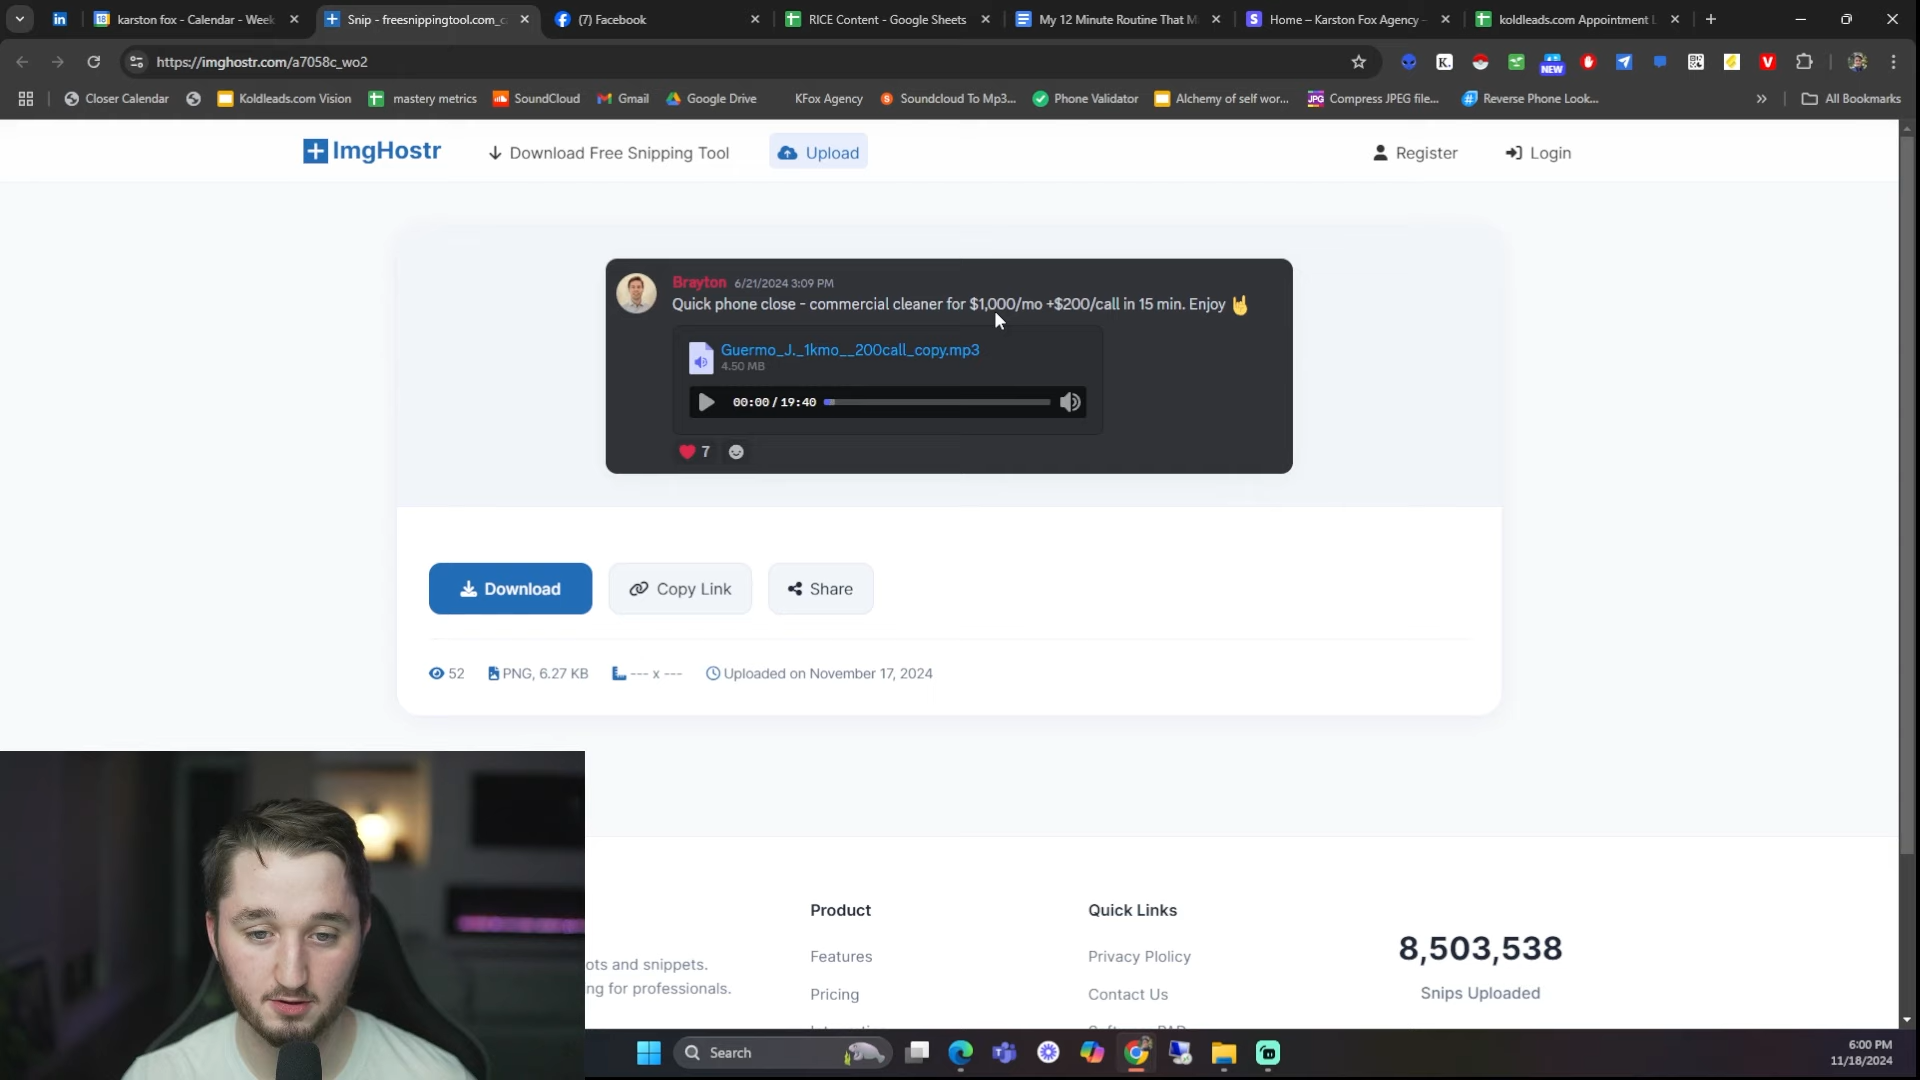 karston fox - Calendar - Week
Snip - freesnippingtool.com_c
(7) Facebook
RICE Content - Google Sheets
My 12 Minute Routine That M
Home – Karston Fox Agency -
koldleads.com Appointment L
https://imghostr.com/a7058c_wo2
NEW
Closer Calendar
Koldleads.com Vision
mastery metrics
SoundCloud
Gmail
Google Drive
KFox Agency
Soundcloud To Mp3...
Phone Validator
Alchemy of self wor...
JPG
Compress JPEG file...
Reverse Phone Look...
All Bookmarks
ImgHostr
Download Free Snipping Tool
Upload
Register
Login
Brayton 6/21/2024 3:09 PM
Quick phone close - commercial cleaner for $1,000/mo +$200/call in 15 min. Enjoy 🤘
Guermo_J._1kmo__200call_copy.mp3
4.50 MB
00:00 / 19:40
7
Download
Copy Link
Share
52
PNG, 6.27 KB
--- x ---
Uploaded on November 17, 2024
ots and snippets.
ng for professionals.
Product
Features
Pricing
Quick Links
Privacy Plolicy
Contact Us
8,503,538
Snips Uploaded
Search
6:00 PM
11/18/2024